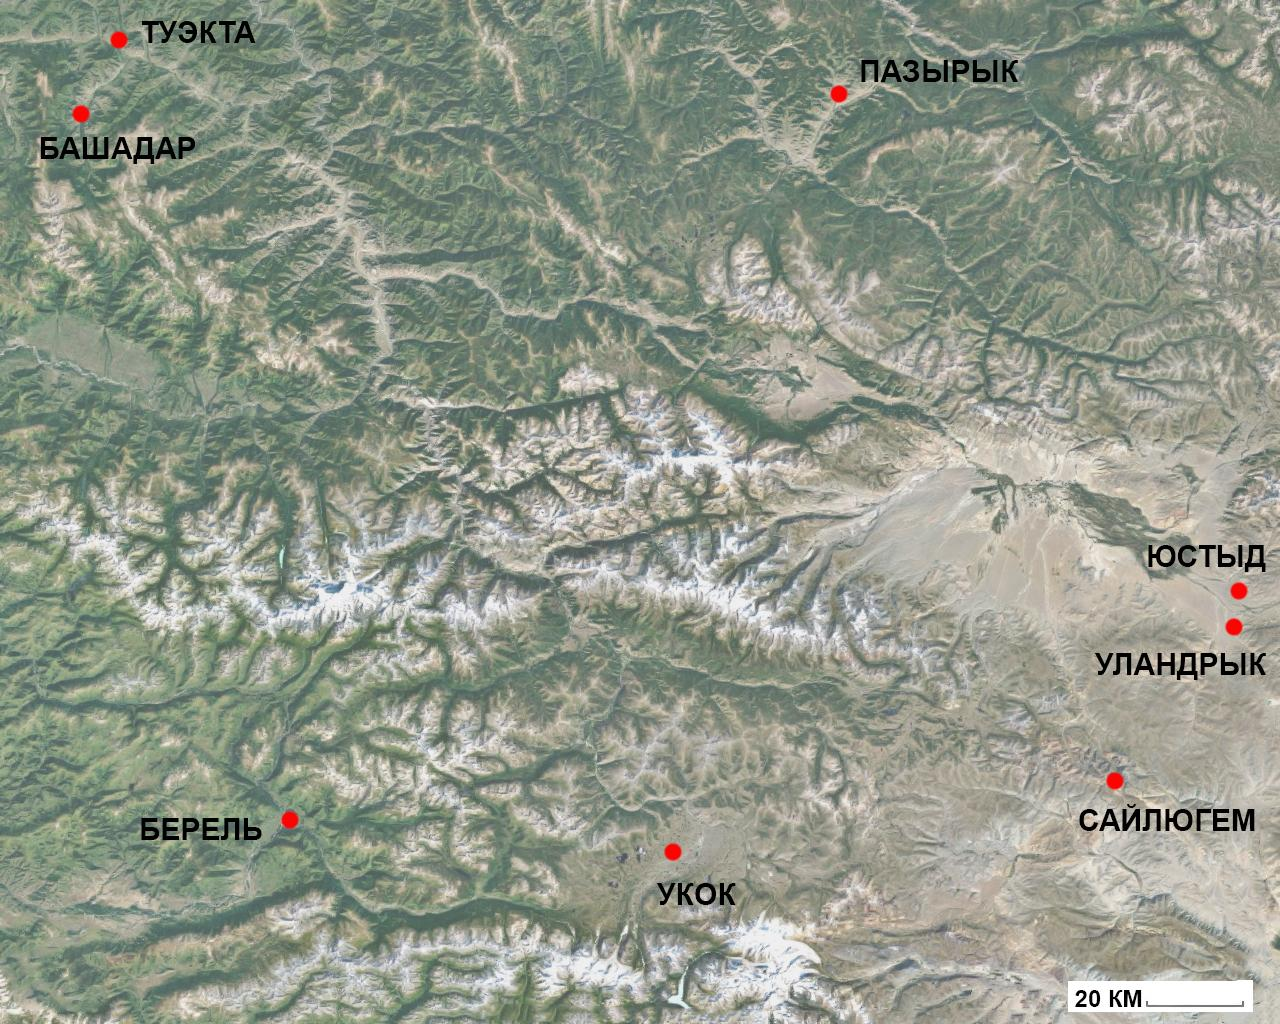 ТУЭКТА
ПАЗЫРЫК
БАШАДАР
ЮСТЫД
УЛАНДРЫК
БЕРЕЛЬ
САЙЛЮГЕМ
УКОК
20 КМ